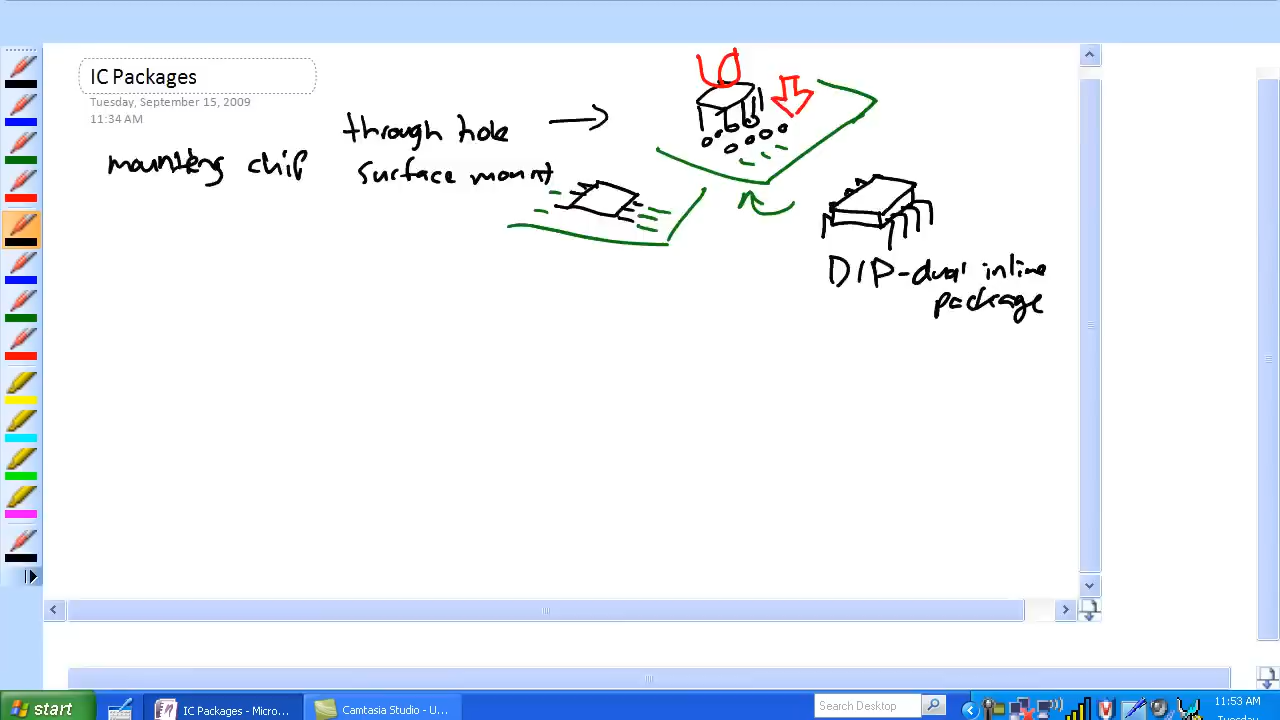 IC Packages
Tuesday, September 15, 2009
11:34 AM
mounting chip
through hole
surface mount
DIP-dual inline
package
start
IC Packages - Micro...
Camtasia Studio - U...
Search Desktop
11:53 AM
Tuesday